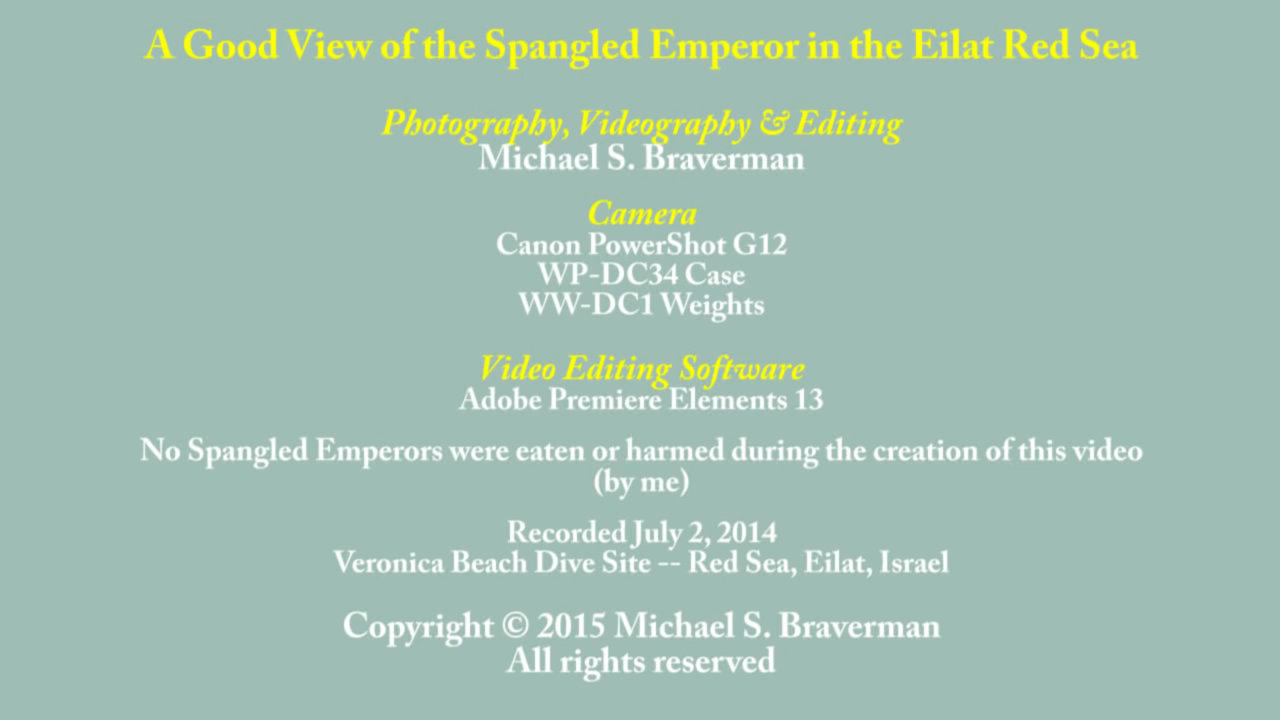 A Good View of the Spangled Emperor in the Eilat Red Sea
Photography, Videography & Editing
Michael S. Braverman
Camera
Canon PowerShot G12
WP-DC34 Case
WW-DC1 Weights
Video Editing Software
Adobe Premiere Elements 13
No Spangled Emperors were eaten or harmed during the creation of this video
(by me)
Recorded July 2, 2014
Veronica Beach Dive Site -- Red Sea, Eilat, Israel
Copyright © 2015 Michael S. Braverman
All rights reserved